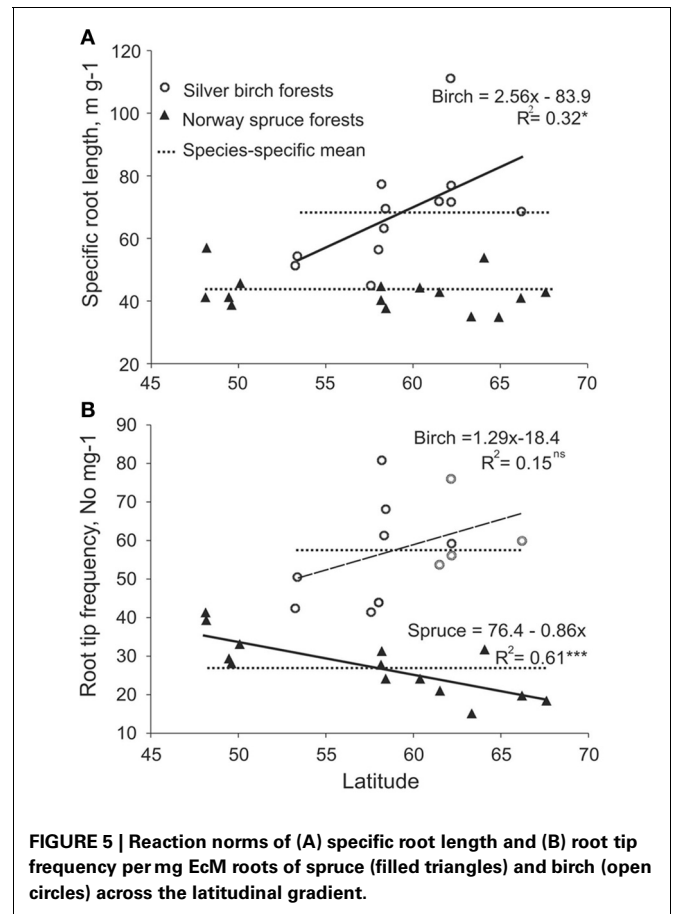 A
120
100
80
60
40
20
Specific root length, m g-1
Silver birch forests
Norway spruce forests
Species-specific mean
Birch = 2.56x - 83.9
R2= 0.32*
45 50 55 60 65 70
B
90
80
70
60
50
40
30
20
10
Root tip frequency, No mg-1
Birch =1.29x-18.4
R2= 0.15ns
Spruce = 76.4 - 0.86x
R2= 0.61***
45 50 55 60 65 70
Latitude
FIGURE 5 | Reaction norms of (A) specific root length and (B) root tip
frequency per mg EcM roots of spruce (filled triangles) and birch (open
circles) across the latitudinal gradient.